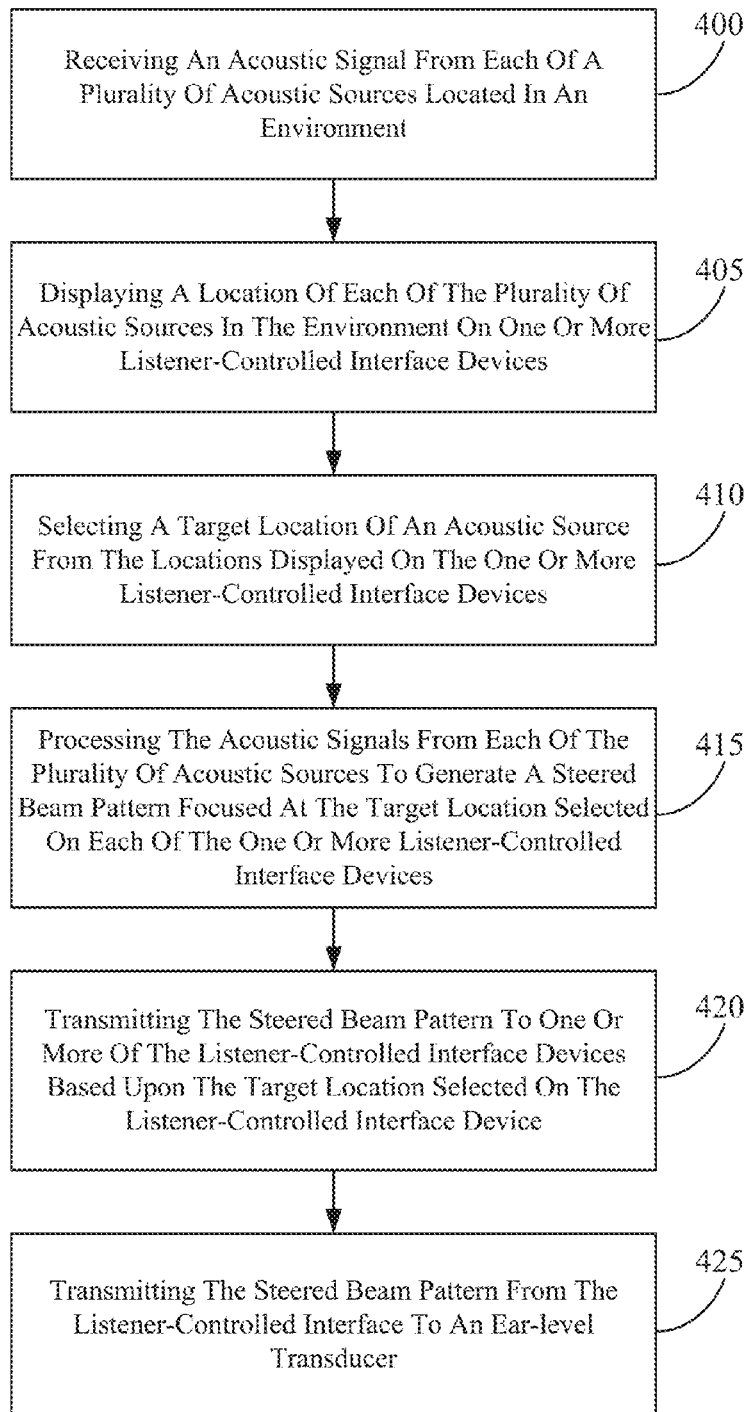 400
Receiving An Acoustic Signal From Each Of A
Plurality Of Acoustic Sources Located In An
Environment
405
Displaying A Location Of Each Of The Plurality Of
Acoustic Sources In The Environment On One Or More
Listener-Controlled Interface Devices
410
Selecting A Target Location Of An Acoustic Source
From The Locations Displayed On The One Or More
Listener-Controlled Interface Devices
415
Processing The Acoustic Signals From Each Of The
Plurality Of Acoustic Sources To Generate A Steered
Beam Pattern Focused At The Target Location Selected
On Each Of The One Or More Listener-Controlled
Interface Devices
420
Transmitting The Steered Beam Pattern To One Or
More Of The Listener-Controlled Interface Devices
Based Upon The Target Location Selected On The
Listener-Controlled Interface Device
425
Transmitting The Steered Beam Pattern From The
Listener-Controlled Interface To An Ear-level
Transducer